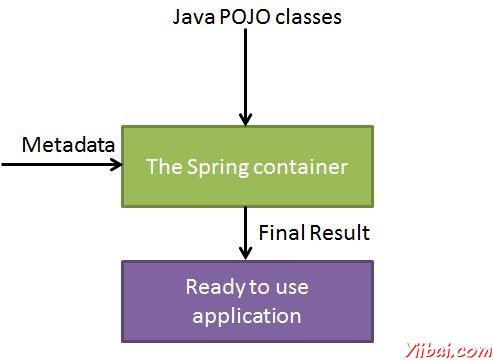 Java POJO classes
Metadata
The Spring container
Final Result
Ready to use
application
Yiibai.com